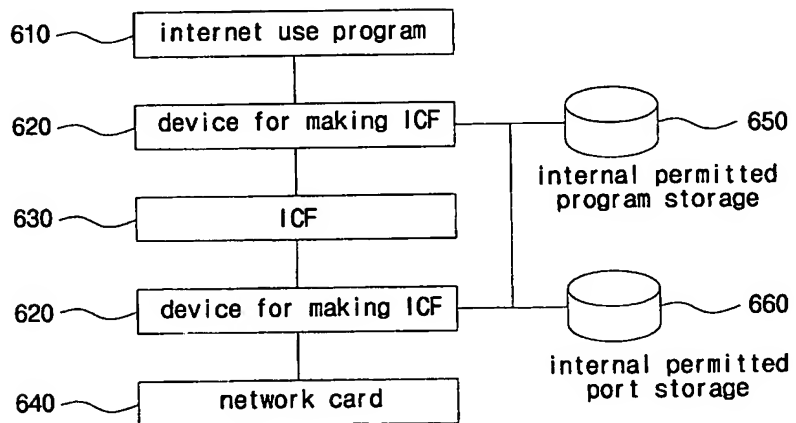 610
internet use program
620
device for making ICF
650
internal permitted
program storage
630
ICF
620
device for making ICF
660
internal permitted
port storage
640
network card